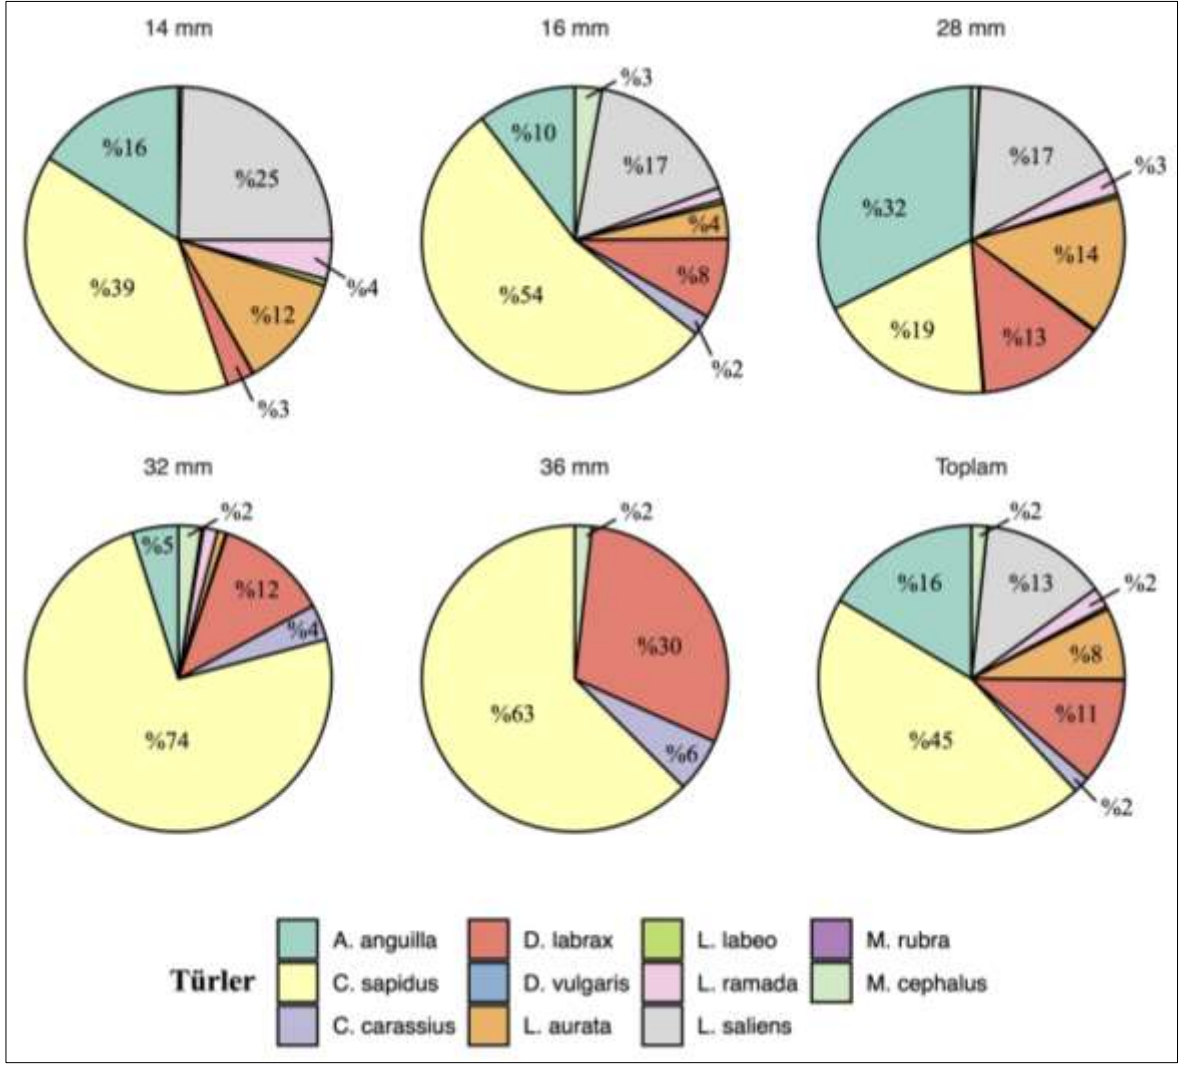 14 mm
16 mm
28 mm
%16
%25
%39
%4
%12
%3
%3
%10
%17
%4
%54
%8
%2
%17
%3
%32
%14
%19
%13
32 mm
36 mm
Toplam
%2
%5
%12
%4
%74
%2
%30
%63
%6
%2
%16
%13
%2
%8
%45
%11
%2
Türler
A. anguilla
D. labrax
L. labeo
M. rubra
C. sapidus
D. vulgaris
L. ramada
M. cephalus
C. carassius
L. aurata
L. saliens